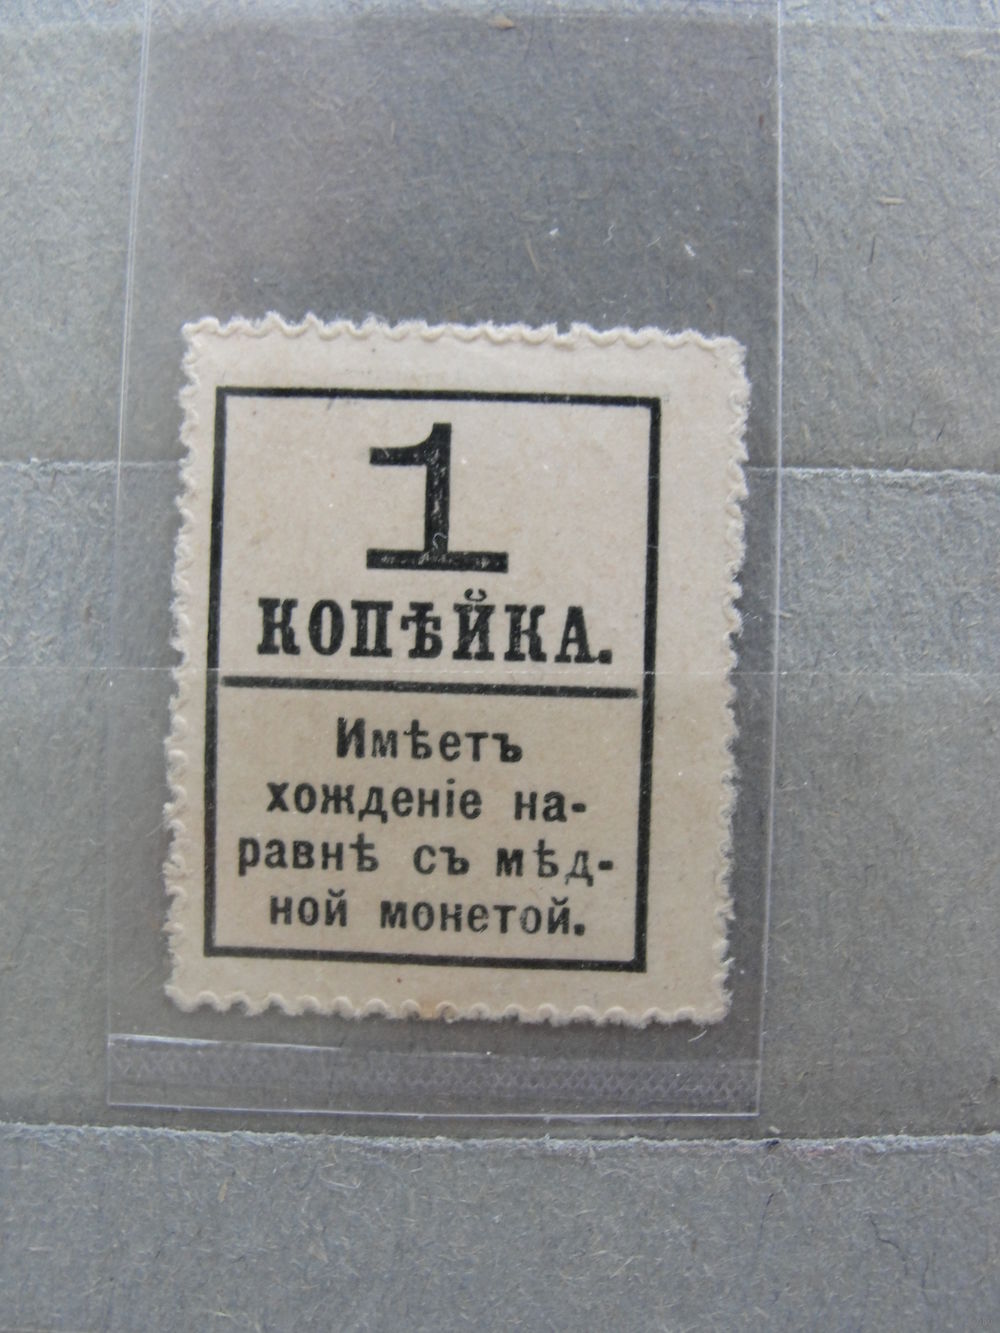 1
КОПѢЙКА.
Имѣетъ
хожденіе на-
равнѣ съ мѣд-
ной монетой.